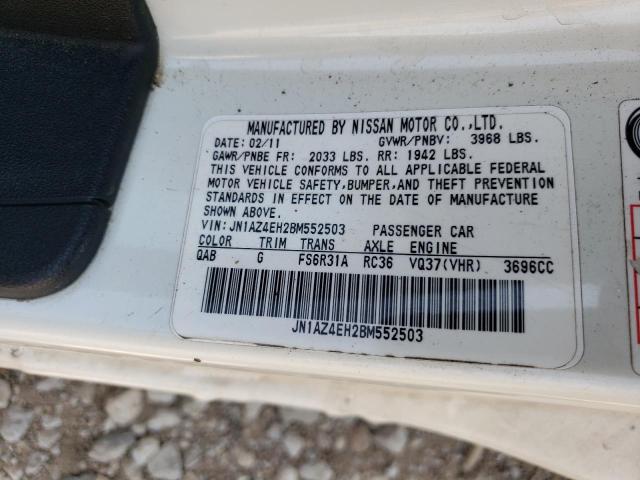 MANUFACTURED BY NISSAN MOTOR CO.,LTD.
DATE: 02/11 GVWR/PNBV: 3968 LBS.
GAWR/PNBE FR: 2033 LBS. RR: 1942 LBS.
THIS VEHICLE CONFORMS TO ALL APPLICABLE FEDERAL
MOTOR VEHICLE SAFETY,BUMPER,AND THEFT PREVENTION
STANDARDS IN EFFECT ON THE DATE OF MANUFACTURE
SHOWN ABOVE.
VIN: JN1AZ4EH2BM552503 PASSENGER CAR
COLOR TRIM TRANS AXLE ENGINE
QAB G FS6R31A RC36 VQ37(VHR) 3696CC
JN1AZ4EH2BM552503